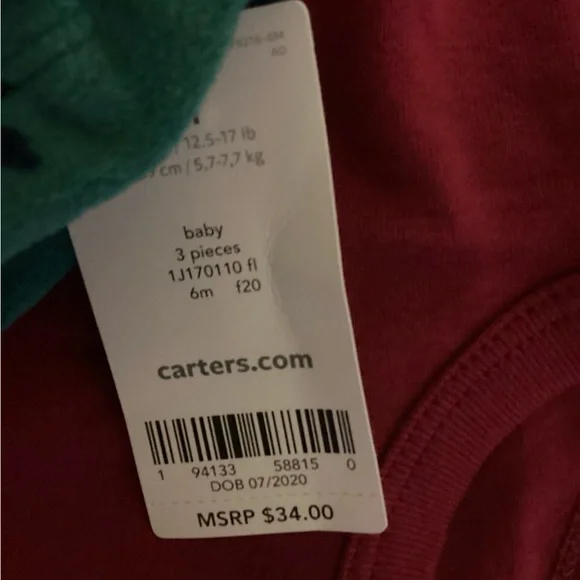 12.5-17 lb
cm / 5,7-7,7 kg
baby
3 pieces
1J170110 fl
6m f20
carters.com
1 94133 58815 0
DOB 07/2020
MSRP $34.00